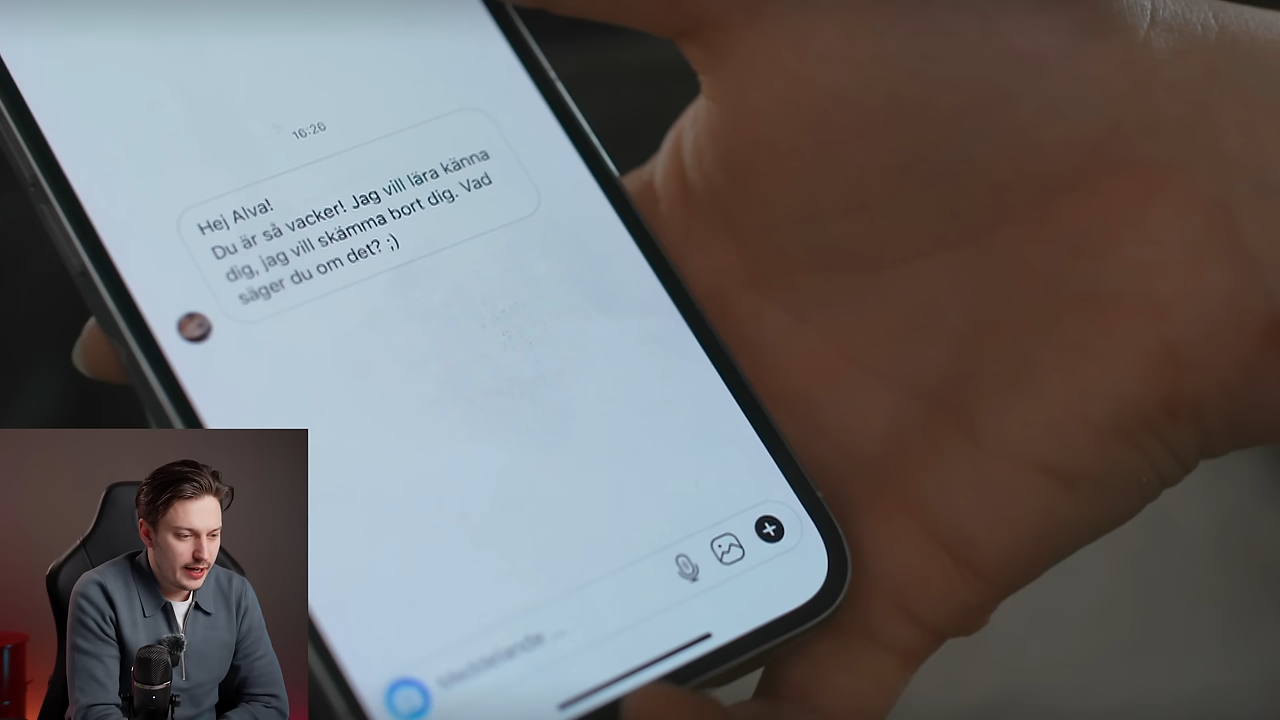 16:26
Hej Alva!
Du är så vacker! Jag vill lära känna
dig, jag vill skämma bort dig. Vad
säger du om det? ;)